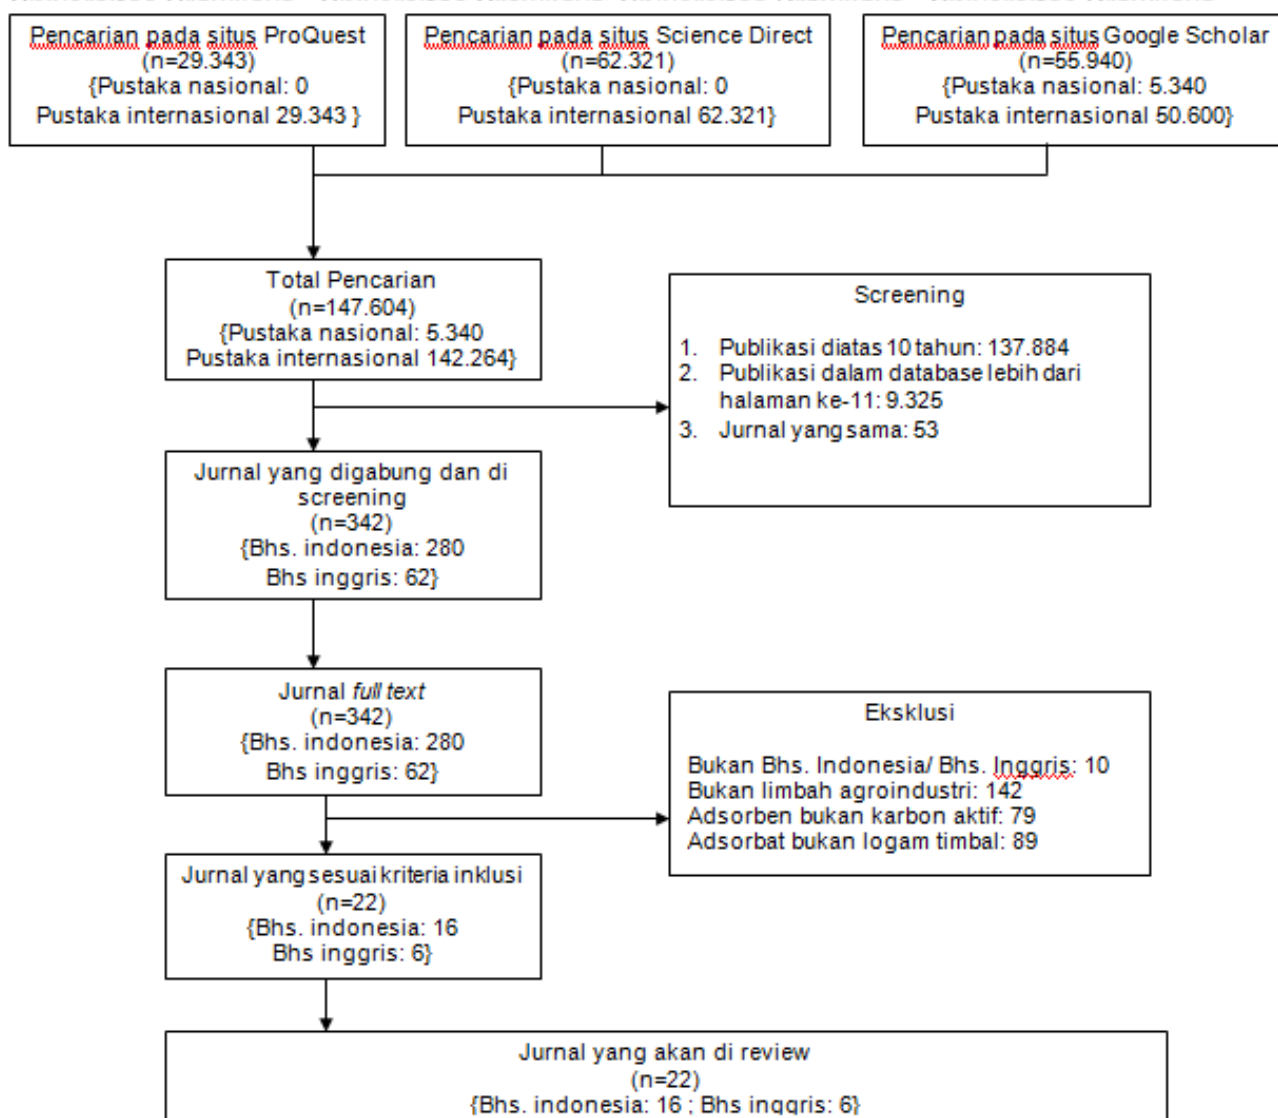 Pencarian pada situs ProQuest
(n=29.343)
{Pustaka nasional: 0
Pustaka internasional 29.343 }
Pencarian pada situs Science Direct
(n=62.321)
{Pustaka nasional: 0
Pustaka internasional 62.321}
Pencarian pada situs Google Scholar
(n=55.940)
{Pustaka nasional: 5.340
Pustaka internasional 50.600}
Total Pencarian
(n=147.604)
{Pustaka nasional: 5.340
Pustaka internasional 142.264}
Screening
1. Publikasi diatas 10 tahun: 137.884
2. Publikasi dalam database lebih dari
halaman ke-11: 9.325
3. Jurnal yang sama: 53
Jurnal yang digabung dan di
screening
(n=342)
{Bhs. indonesia: 280
Bhs inggris: 62}
Jurnal full text
(n=342)
{Bhs. indonesia: 280
Bhs inggris: 62}
Eksklusi
Bukan Bhs. Indonesia/ Bhs. Inggris: 10
Bukan limbah agroindustri: 142
Adsorben bukan karbon aktif: 79
Adsorbat bukan logam timbal: 89
Jurnal yang sesuai kriteria inklusi
(n=22)
{Bhs. indonesia: 16
Bhs inggris: 6}
Jurnal yang akan di review
(n=22)
{Bhs. indonesia: 16 ; Bhs inggris: 6}